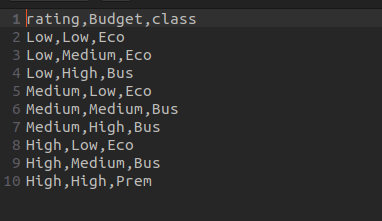 1 rating,Budget,class
2 Low,Low,Eco
3 Low,Medium,Eco
4 Low,High,Bus
5 Medium,Low,Eco
6 Medium,Medium,Bus
7 Medium,High,Bus
8 High,Low,Eco
9 High,Medium,Bus
10 High,High,Prem